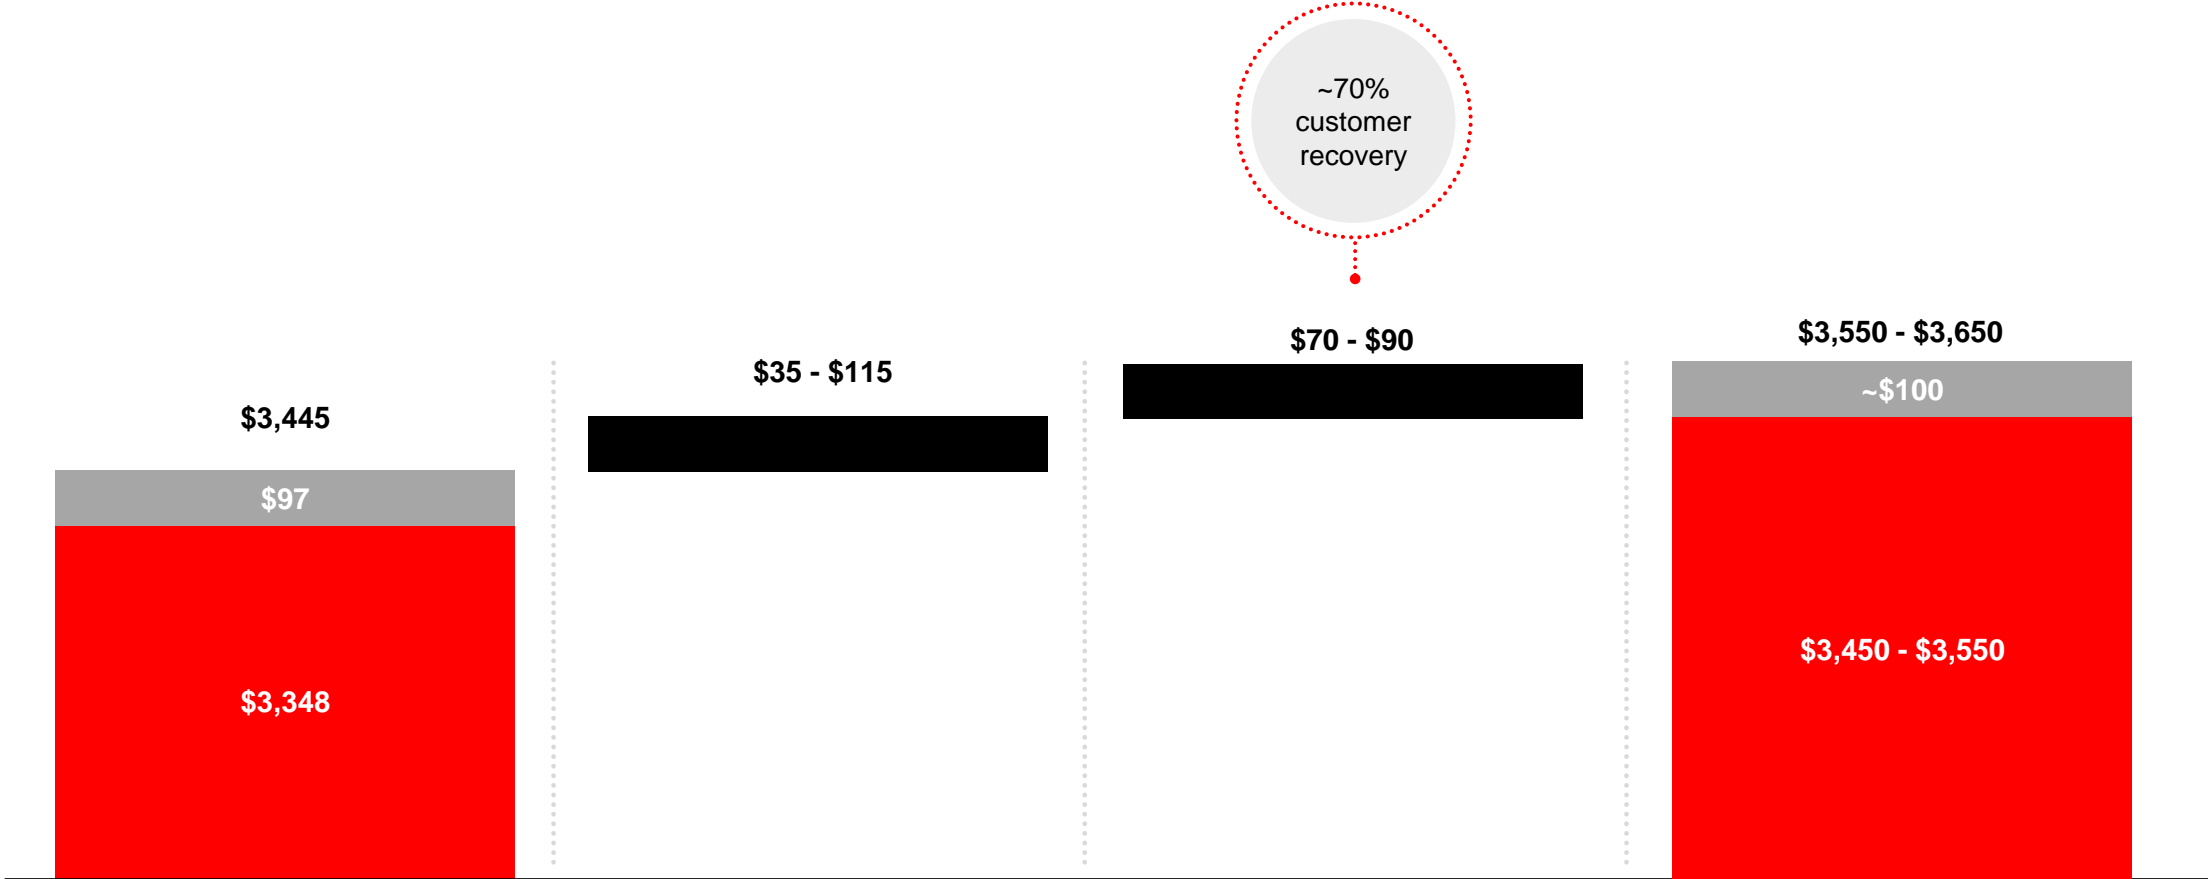 ~70%
customer
recovery
$3,445
$97
$3,348
$35 - $115
$70 - $90
$3,550 - $3,650
~$100
$3,450 - $3,550